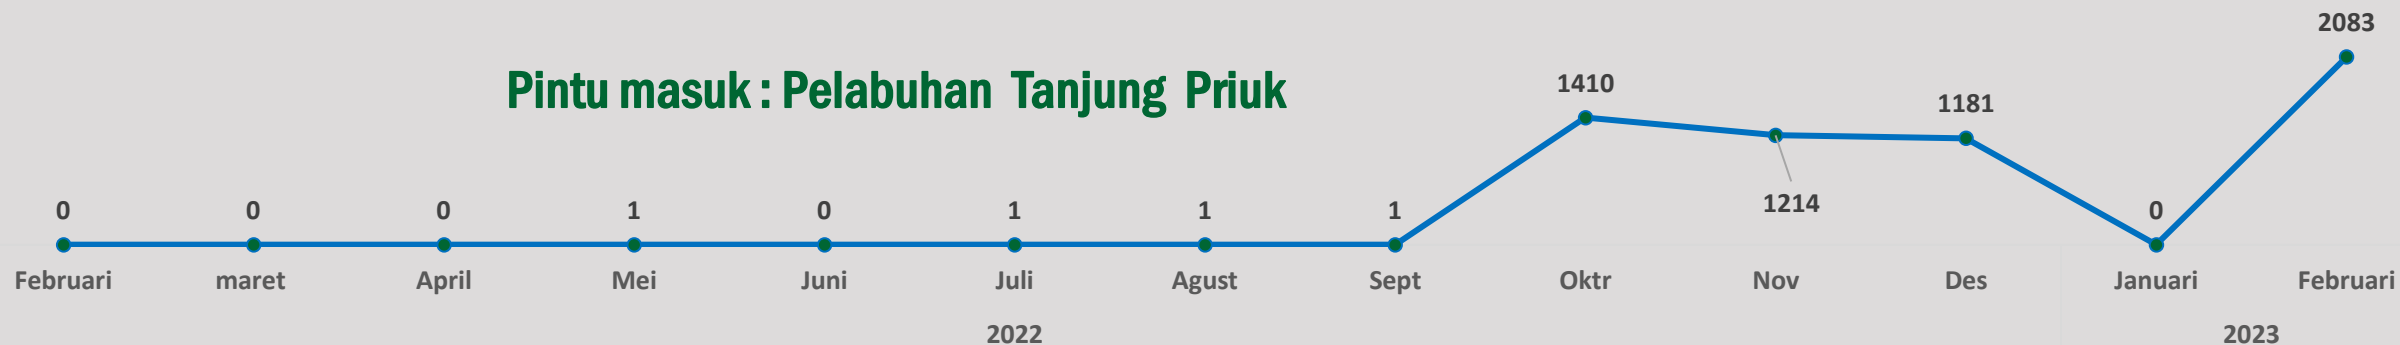 Pintu masuk : Pelabuhan Tanjung Priuk
0 0 0 1 0 1 1 1 1410 1214 1181 0 2083
Februari maret April Mei Juni Juli Agust Sept Oktr Nov Des Januari Februari
2022 2023